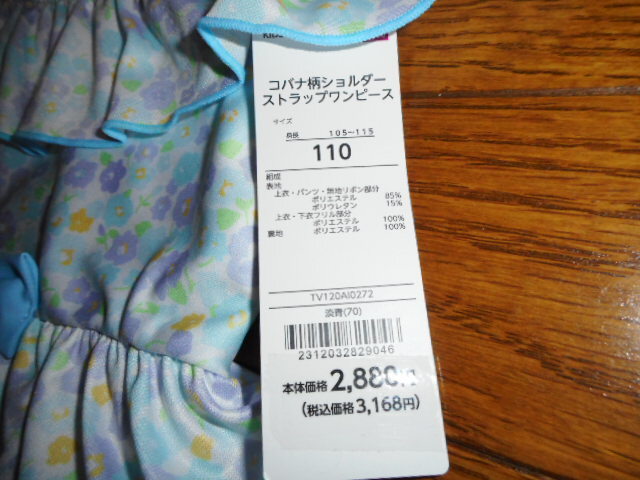 コバナ柄ショルダー
ストラップワンピース
サイズ
身長 105~115
110
組成
表地
上衣・パンツ・無地リボン部分
ポリエステル 85%
ポリウレタン 15%
上衣・下衣フリル部分
ポリエステル 100%
裏地 ポリエステル 100%
TV120AI0272
淡青(70)
2312032829046
本体価格 2,880円
(税込価格3,168円)